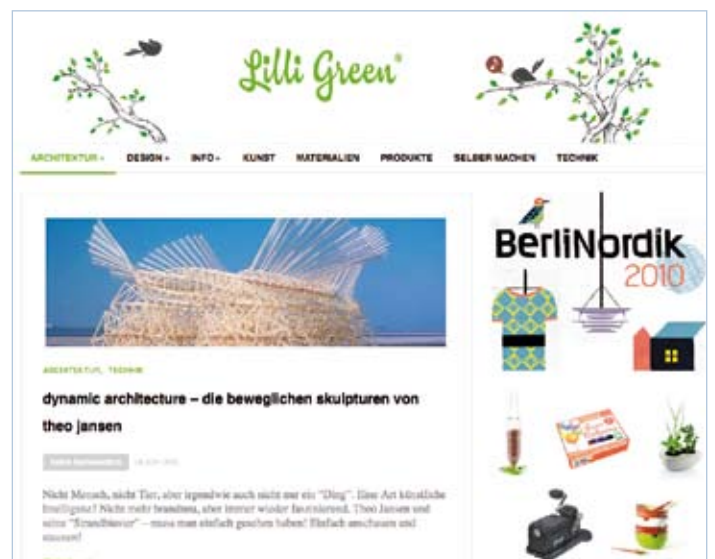 Lilli Green®
ARCHITEKTUR DESIGN INFO KUNST MATERIALIEN PRODUKTE SELBER MACHEN TECHNIK
BerliNordik
2010
ARCHITEKTUR, TECHNIK
dynamic architecture – die beweglichen skulpturen von
theo jansen
Nicht Mensch, nicht Tier, aber irgendwie auch nicht nur ein "Ding". Eine Art künstliche
Intelligenz? Nicht mehr brandneu, aber immer wieder faszinierend. Theo Jansen und
seine "Strandbiester" – muss man einfach gesehen haben! Einfach anschauen und
staunen!